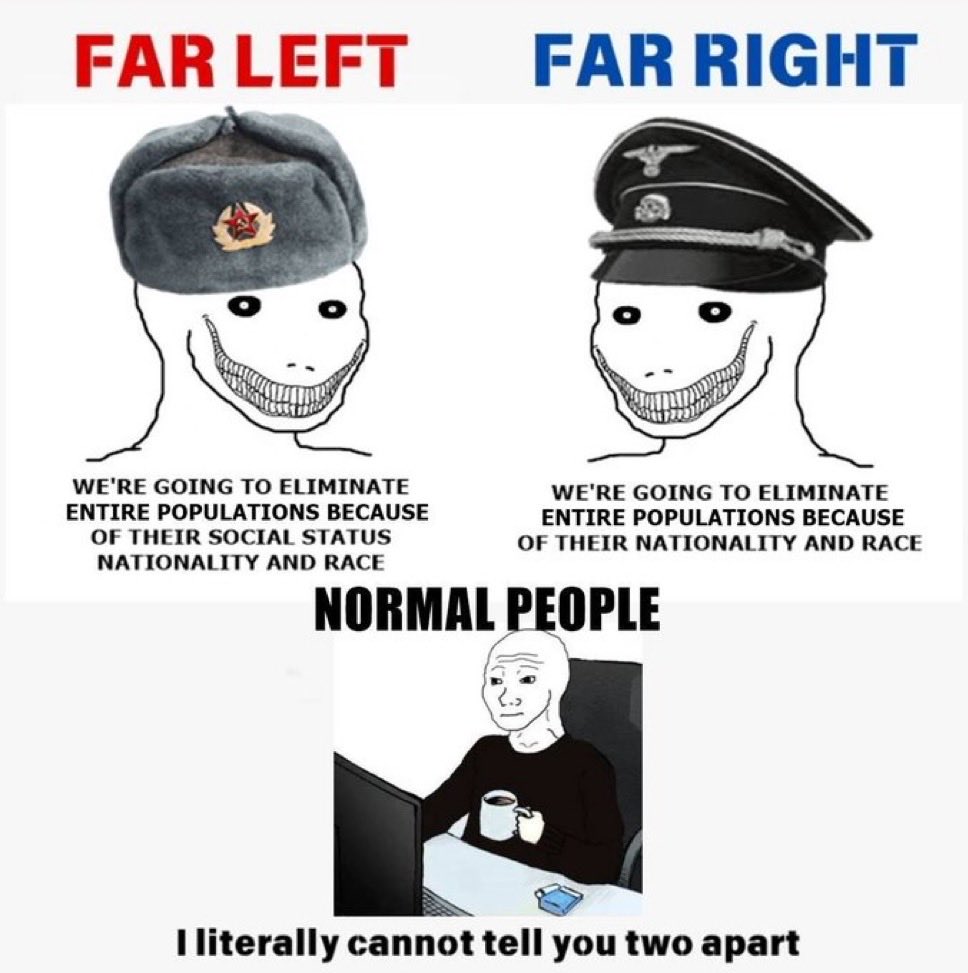 FAR LEFT
FAR RIGHT
WE'RE GOING TO ELIMINATE
ENTIRE POPULATIONS BECAUSE
OF THEIR SOCIAL STATUS
NATIONALITY AND RACE
WE'RE GOING TO ELIMINATE
ENTIRE POPULATIONS BECAUSE
OF THEIR NATIONALITY AND RACE
NORMAL PEOPLE
I literally cannot tell you two apart